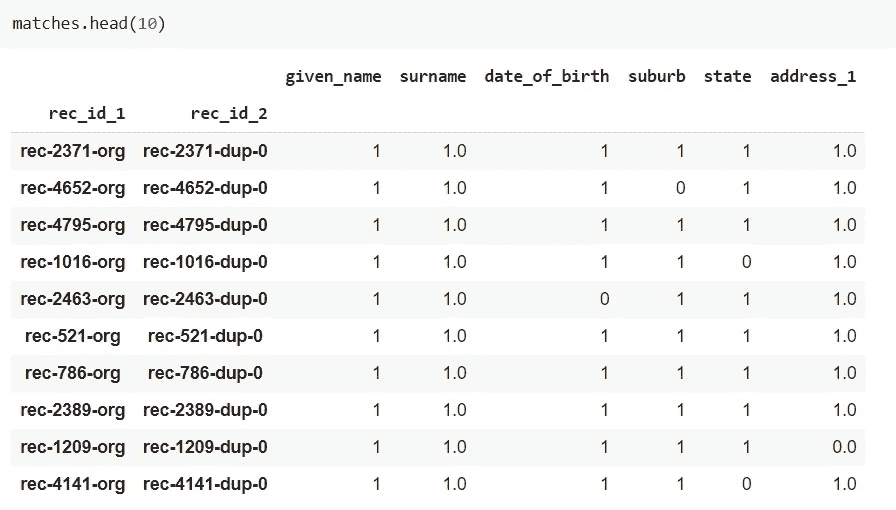 matches.head(10)
given_name surname date_of_birth suburb state address_1
rec_id_1 rec_id_2
rec-2371-org rec-2371-dup-0 1 1.0 1 1 1 1.0
rec-4652-org rec-4652-dup-0 1 1.0 1 0 1 1.0
rec-4795-org rec-4795-dup-0 1 1.0 1 1 1 1.0
rec-1016-org rec-1016-dup-0 1 1.0 1 1 0 1.0
rec-2463-org rec-2463-dup-0 1 1.0 0 1 1 1.0
rec-521-org rec-521-dup-0 1 1.0 1 1 1 1.0
rec-786-org rec-786-dup-0 1 1.0 1 1 1 1.0
rec-2389-org rec-2389-dup-0 1 1.0 1 1 1 1.0
rec-1209-org rec-1209-dup-0 1 1.0 1 1 1 0.0
rec-4141-org rec-4141-dup-0 1 1.0 1 1 0 1.0